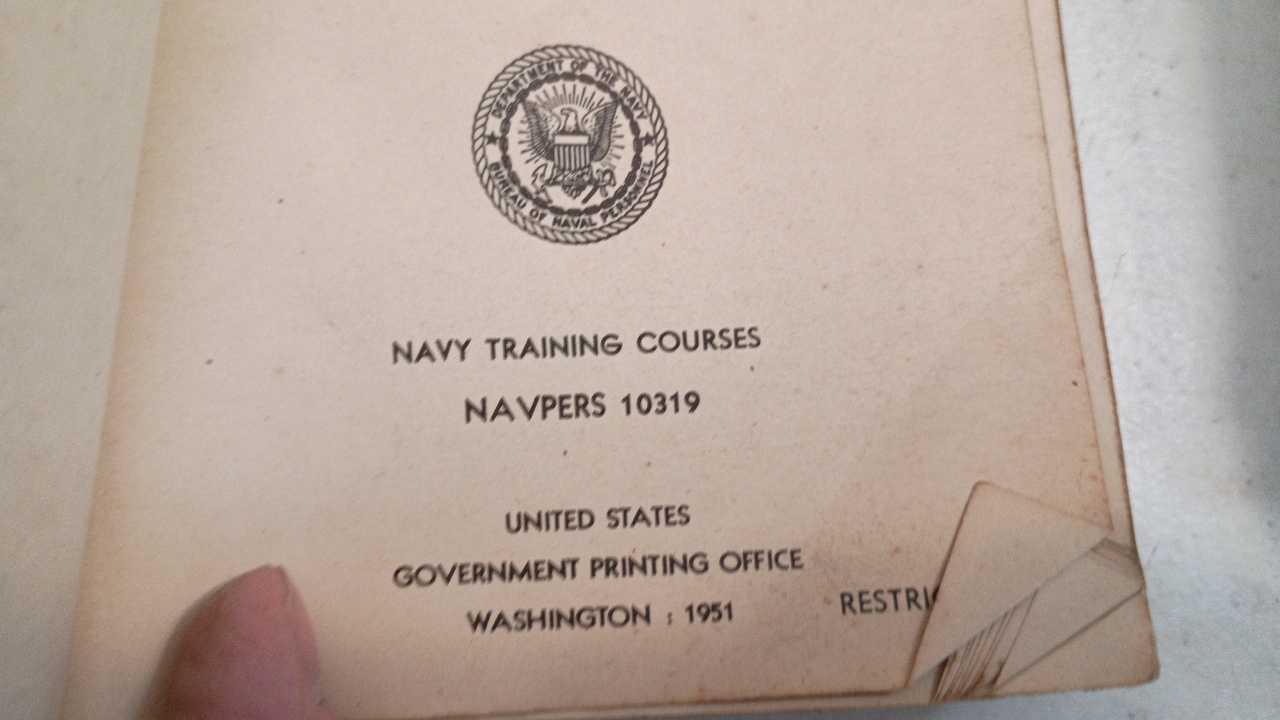 DEPARTMENT OF THE NAVY
BUREAU OF NAVAL PERSONNEL
NAVY TRAINING COURSES
NAVPERS 10319
UNITED STATES
GOVERNMENT PRINTING OFFICE
WASHINGTON : 1951
RESTRI